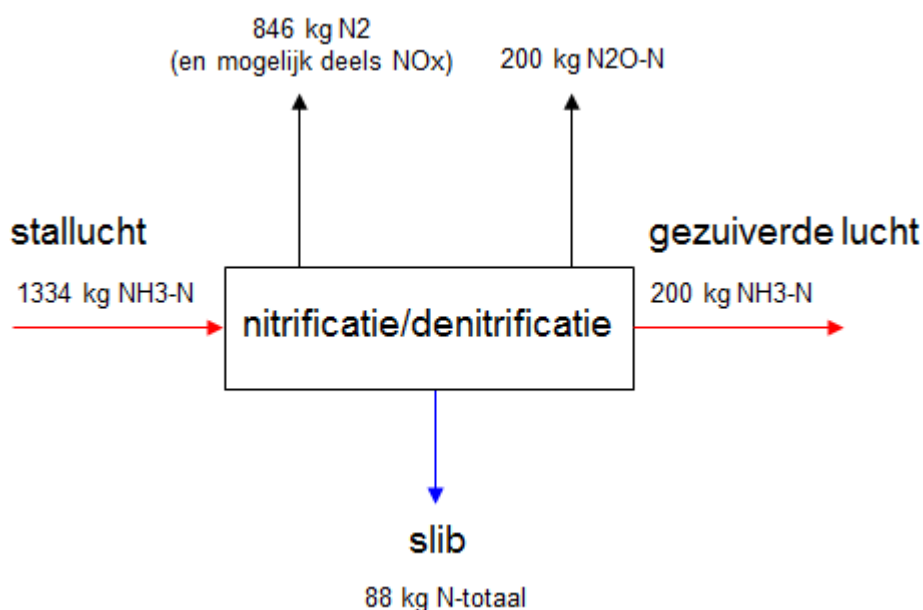 846 kg N2
(en mogelijk deels NOx)
200 kg N2O-N
stallucht
gezuiverde lucht
1334 kg NH3-N
200 kg NH3-N
nitrificatie/denitrificatie
slib
88 kg N-totaal